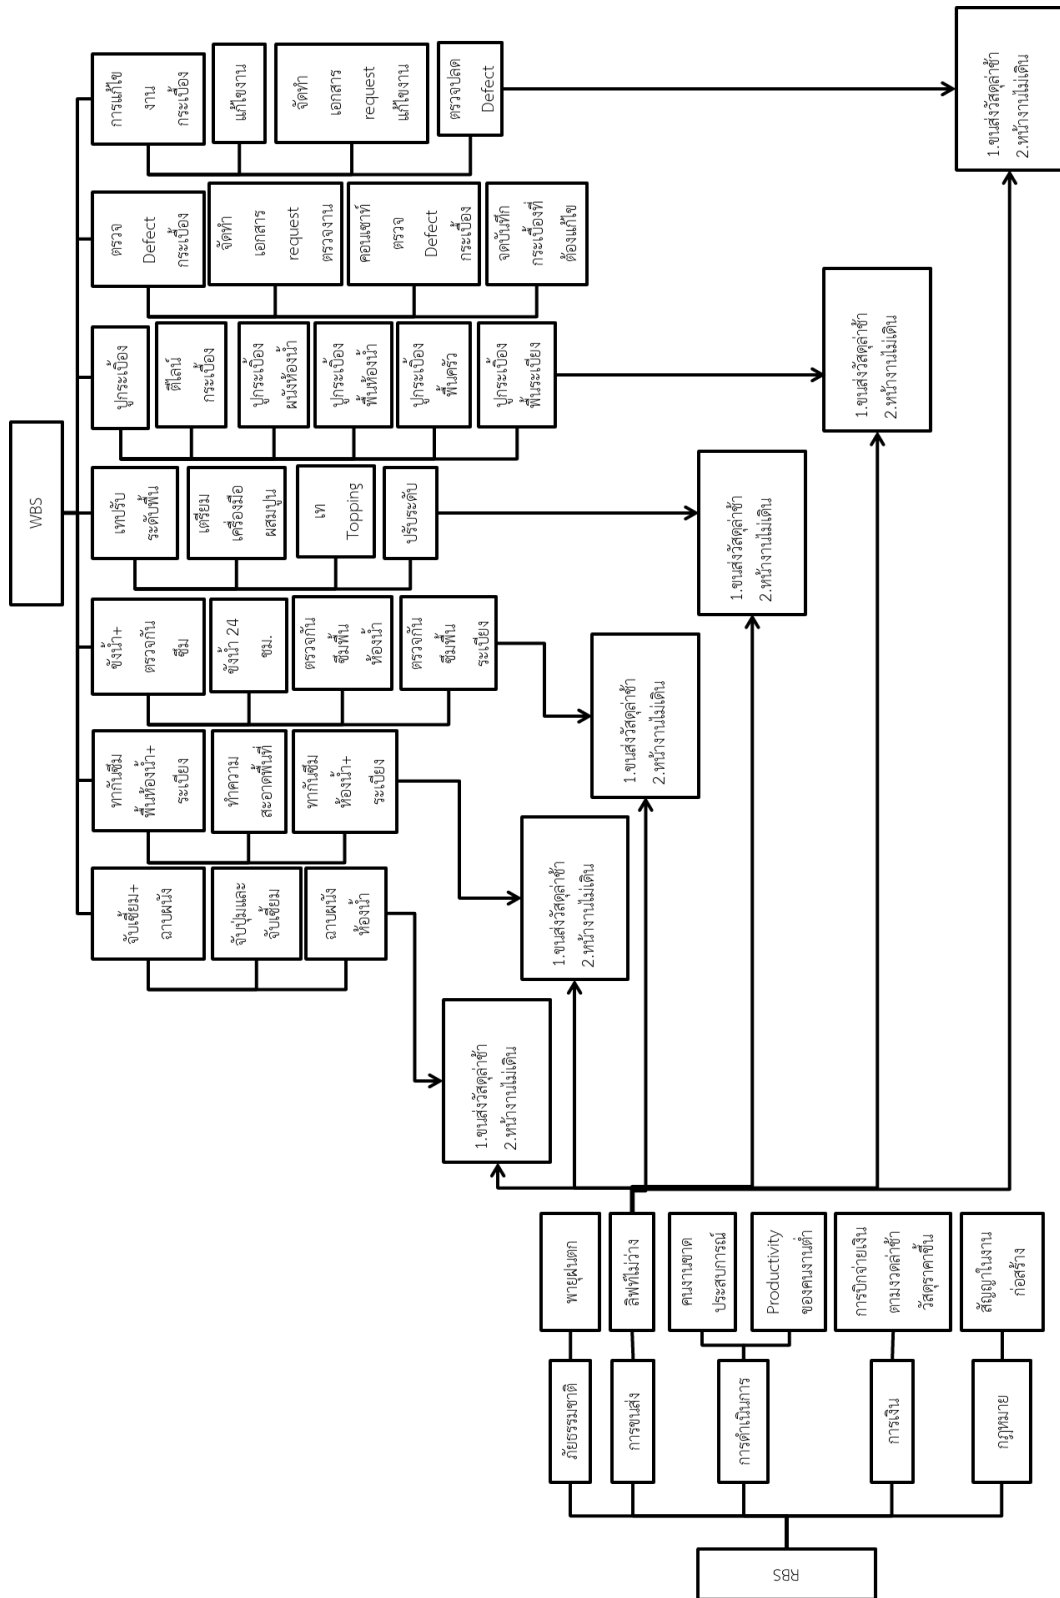 WBS
จับเซี้ยม+
ฉาบผนัง
จับปุ่มและ
จับเซี้ยม
ฉาบผนัง
ห้องน้ำ
ทากันซึม
พื้นห้องน้ำ+
ระเบียง
ทำความ
สะอาดพื้นที่
ทากันซึม
ห้องน้ำ+
ระเบียง
ขังน้ำ+
ตรวจกัน
ซึม
ขังน้ำ 24
ชม.
ตรวจกัน
ซึมพื้น
ห้องน้ำ
ตรวจกัน
ซึมพื้น
ระเบียง
เทปรับ
ระดับพื้น
เตรียม
เครื่องมือ
ผสมปูน
เท
Topping
ปรับระดับ
ปูกระเบื้อง
ตีไลน์
กระเบื้อง
ปูกระเบื้อง
ผนังห้องน้ำ
ปูกระเบื้อง
พื้นห้องน้ำ
ปูกระเบื้อง
พื้นครัว
ปูกระเบื้อง
พื้นระเบียง
ตรวจ
Defect
กระเบื้อง
จัดทำ
เอกสาร
request
ตรวจงาน
คอนเซาท์
ตรวจ
Defect
กระเบื้อง
จดบันทึก
กระเบื้องที่
ต้องแก้ไข
การแก้ไข
งาน
กระเบื้อง
แก้ไขงาน
จัดทำ
เอกสาร
request
แก้ไขงาน
ตรวจปลด
Defect
1.ขนส่งวัสดุล่าช้า
2.หน้างานไม่เดิน
1.ขนส่งวัสดุล่าช้า
2.หน้างานไม่เดิน
1.ขนส่งวัสดุล่าช้า
2.หน้างานไม่เดิน
1.ขนส่งวัสดุล่าช้า
2.หน้างานไม่เดิน
1.ขนส่งวัสดุล่าช้า
2.หน้างานไม่เดิน
1.ขนส่งวัสดุล่าช้า
2.หน้างานไม่เดิน
RBS
ภัยธรรมชาติ
พายุฝนตก
การขนส่ง
ลิฟท์ไม่ว่าง
การดำเนินการ
คนงานขาด
ประสบการณ์
Productivity
ของคนงานต่ำ
การเงิน
การเบิกจ่ายเงิน
ตามงวดล่าช้า
วัสดุราคาขึ้น
กฎหมาย
สัญญาในงาน
ก่อสร้าง